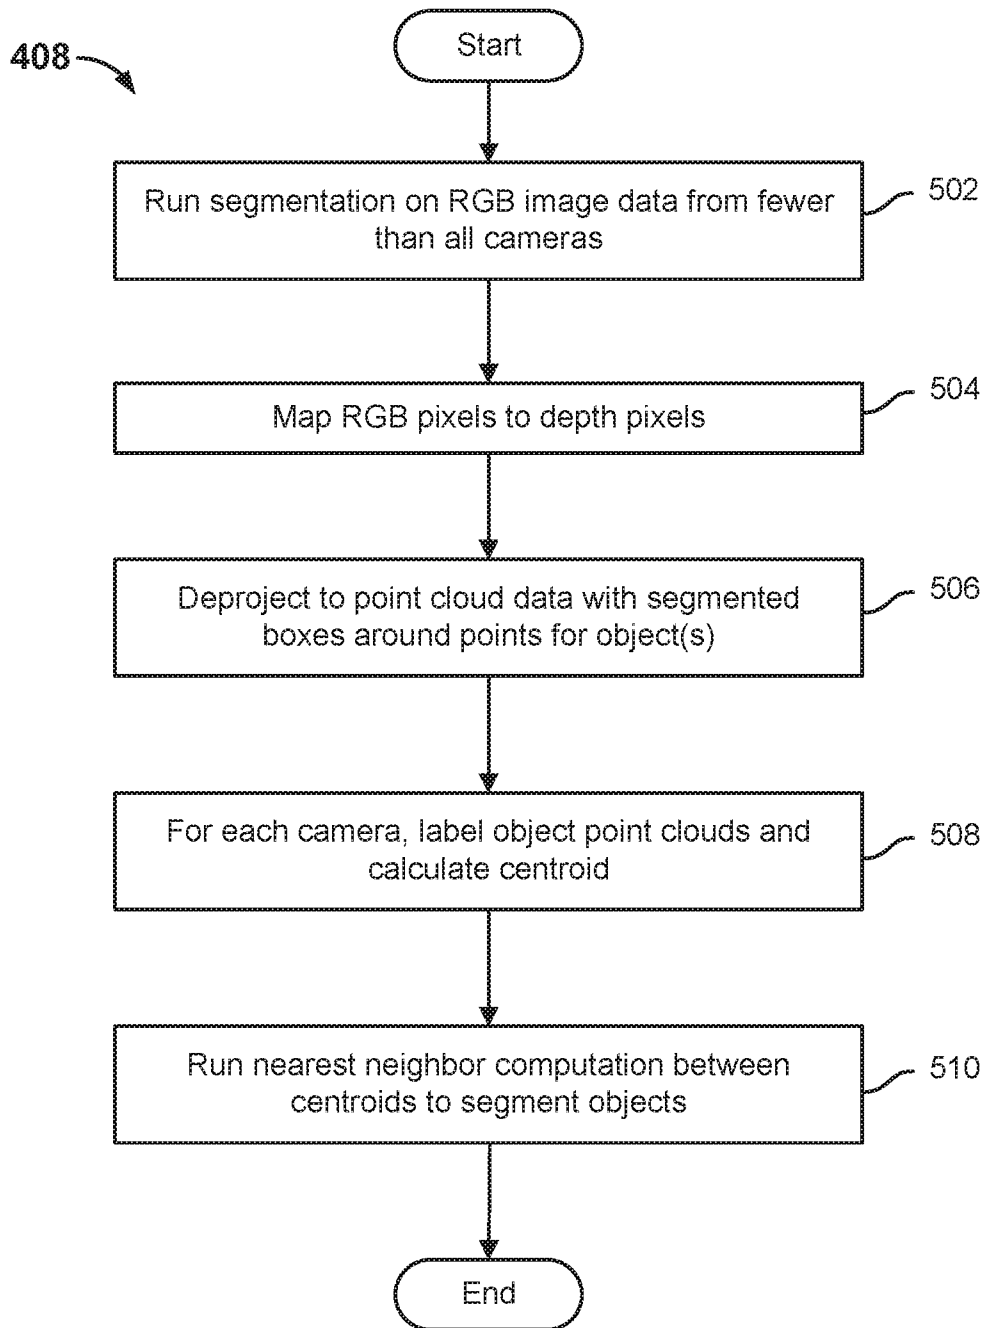 408
Start
Run segmentation on RGB image data from fewer
than all cameras
502
Map RGB pixels to depth pixels
504
Deproject to point cloud data with segmented
boxes around points for object(s)
506
For each camera, label object point clouds and
calculate centroid
508
Run nearest neighbor computation between
centroids to segment objects
510
End